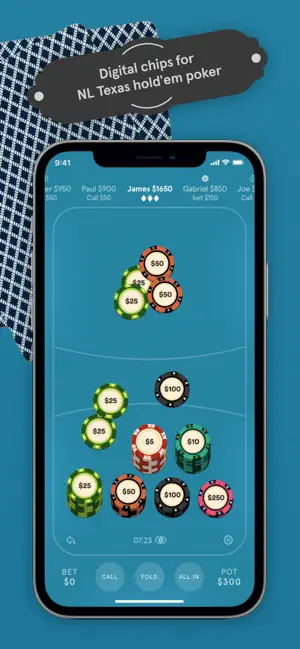 Digital chips for
NL Texas hold'em poker
9:41
er $950 Paul $900 James $1650 Gabriel $850 Joe $
$50 Call $50 bet $150 Call
$50
$25
$50
$25
$100
$25
$25
$5
$10
$25
$50
$100
$250
07:23
BET
$0
CALL
FOLD
ALL IN
POT
$300